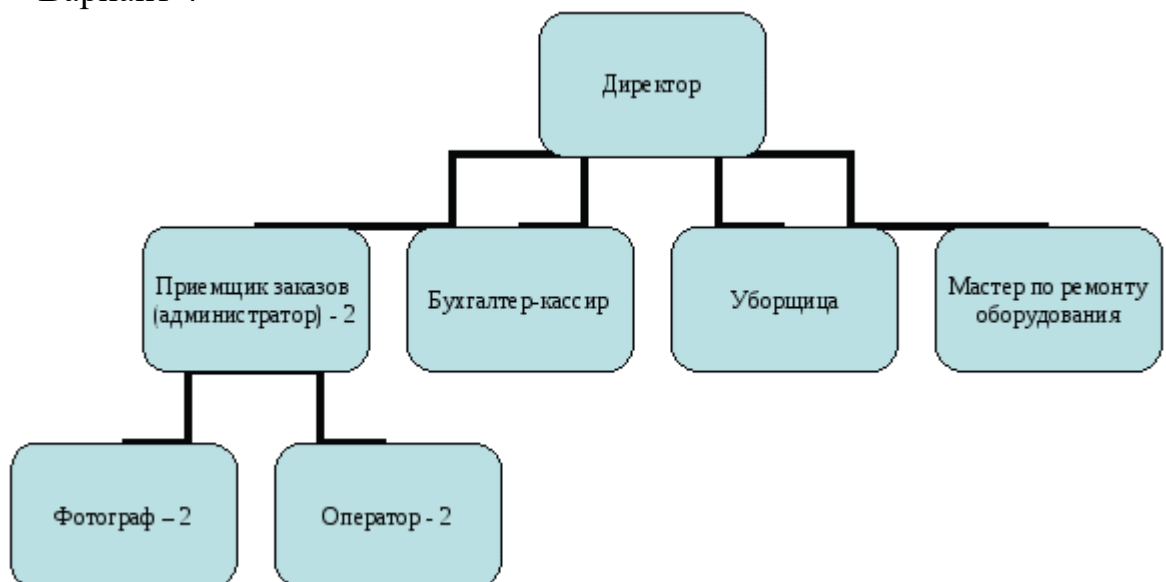 Директор
Приемщик заказов
(администратор) - 2
Бухгалтер-кассир
Уборщица
Мастер по ремонту
оборудования
Фотограф – 2
Оператор - 2